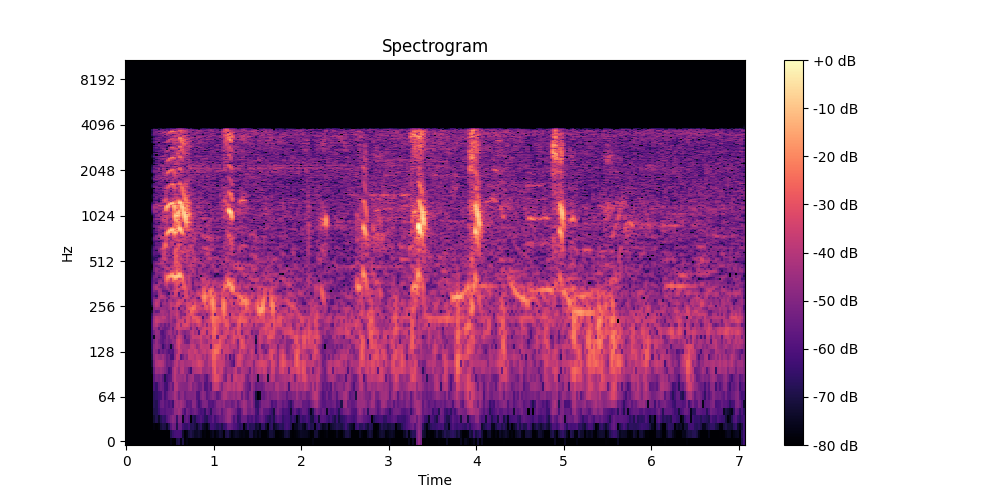 Spectrogram
8192
4096
2048
1024
512
256
128
64
0
Hz
0 1 2 3 4 5 6 7
Time
+0 dB
-10 dB
-20 dB
-30 dB
-40 dB
-50 dB
-60 dB
-70 dB
-80 dB